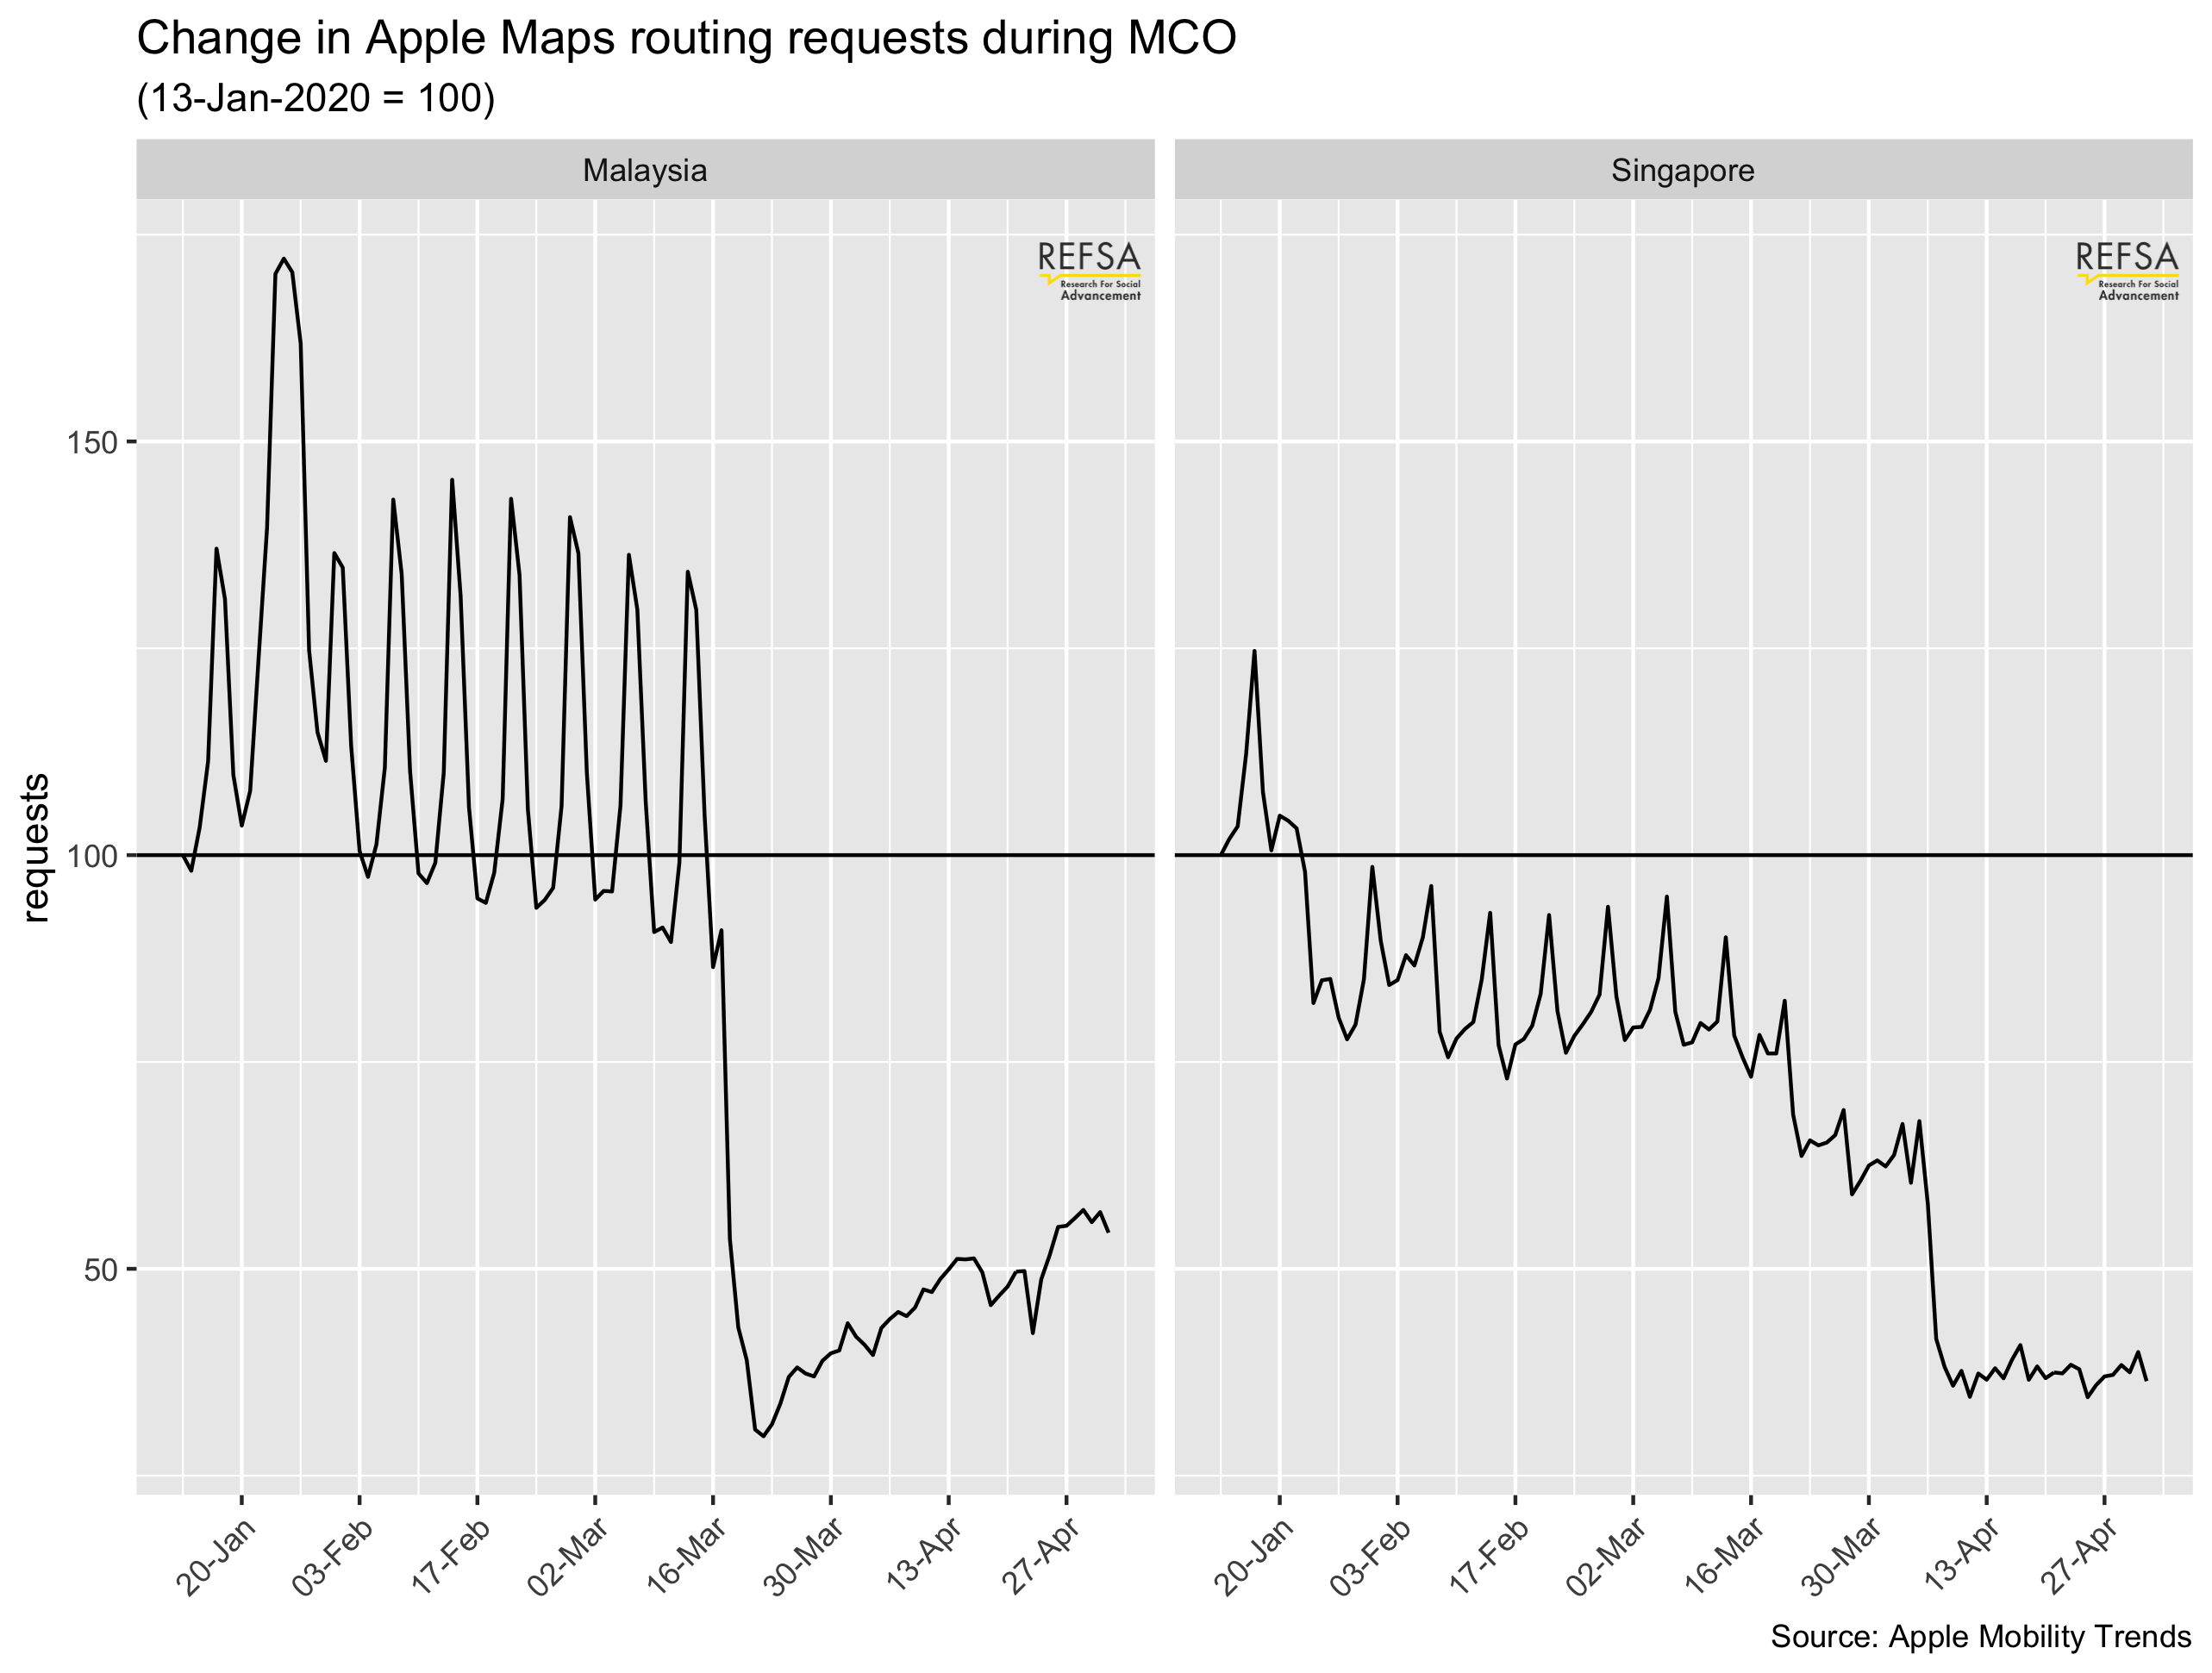 Change in Apple Maps routing requests during MCO
(13-Jan-2020 = 100)
Malaysia
Singapore
REFSA
Research For Social
Advancement
REFSA
Research For Social
Advancement
150
100
50
requests
20-Jan
03-Feb
17-Feb
02-Mar
16-Mar
30-Mar
13-Apr
27-Apr
20-Jan
03-Feb
17-Feb
02-Mar
16-Mar
30-Mar
13-Apr
27-Apr
Source: Apple Mobility Trends